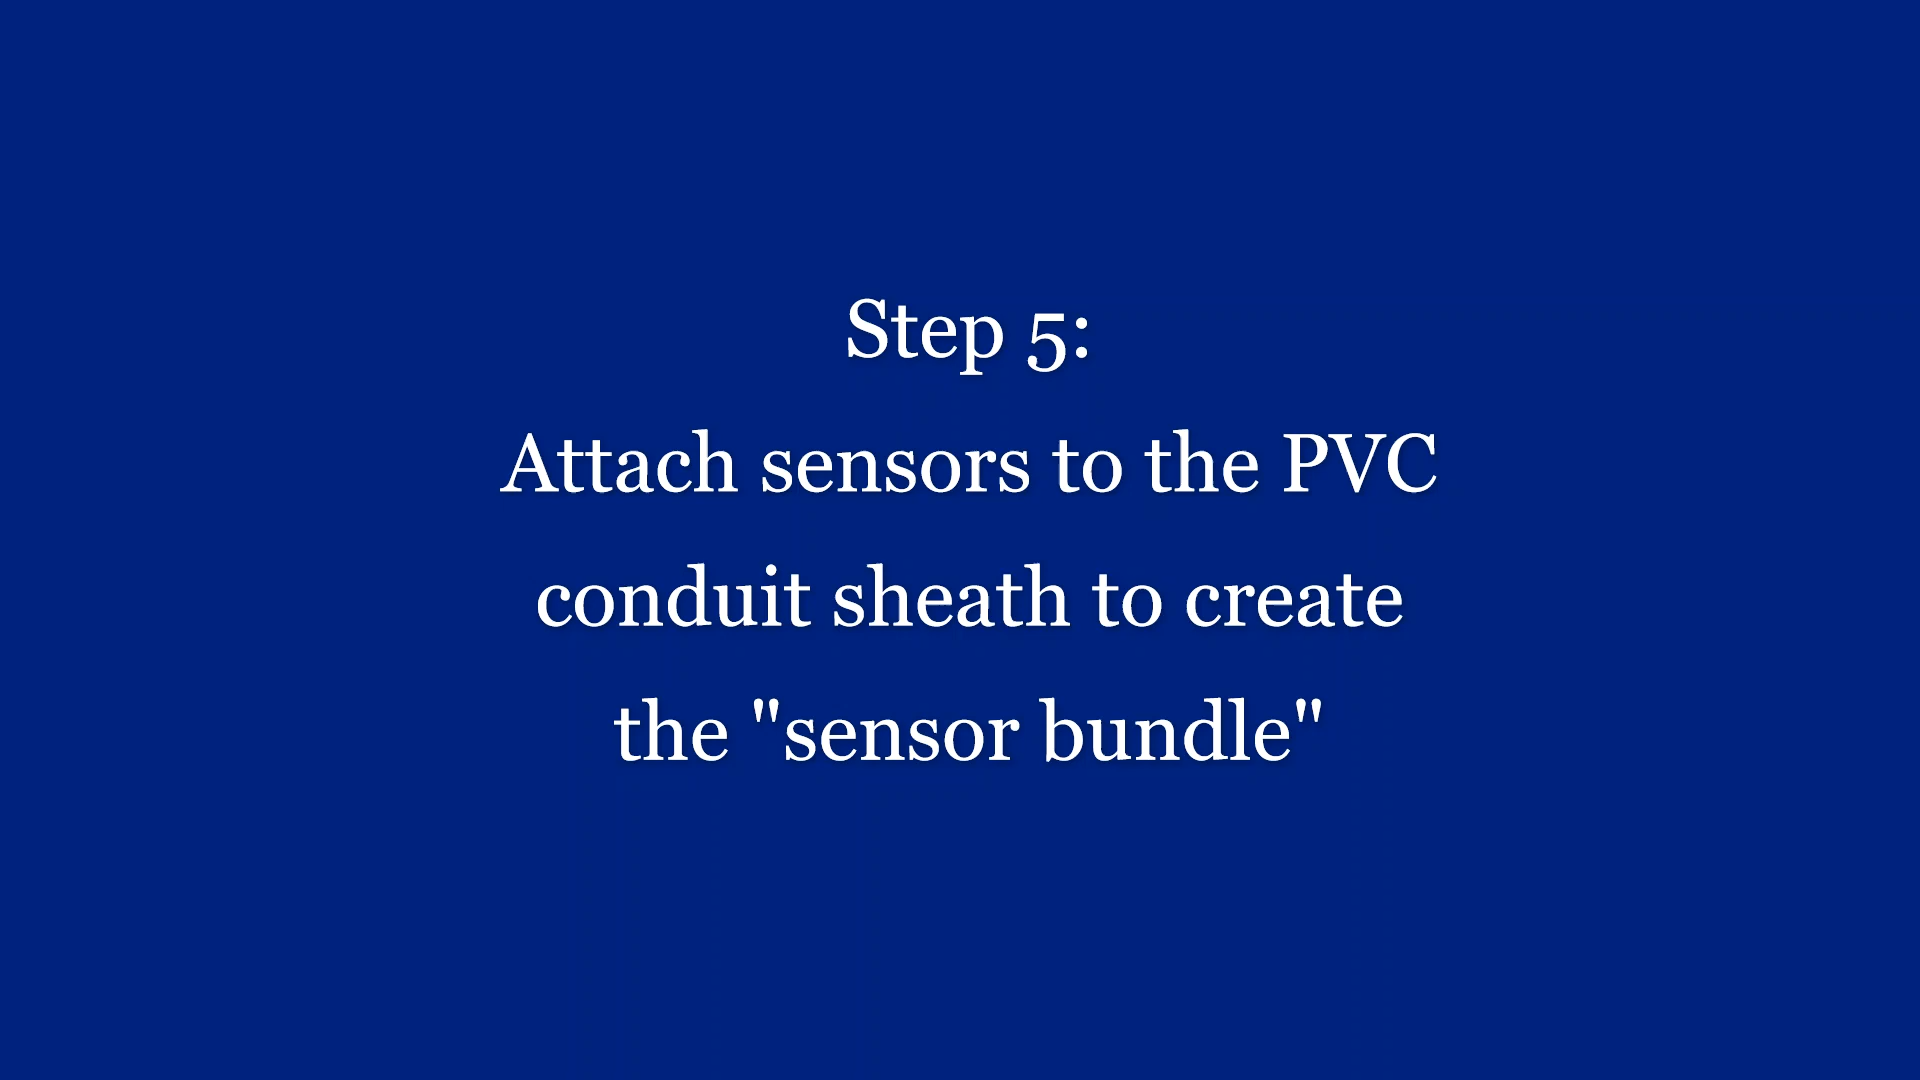 Step 5:
Attach sensors to the PVC
conduit sheath to create
the "sensor bundle"